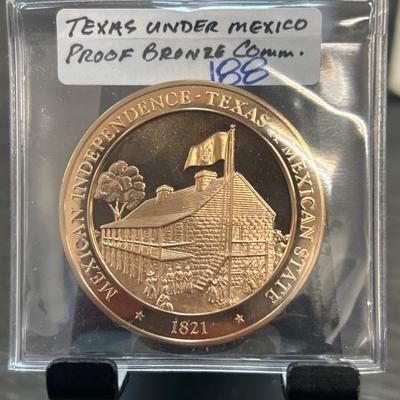 TEXAS UNDER MEXICO
PROOF BRONZE Comm.
188
MEXICAN INDEPENDENCE - TEXAS A MEXICAN STATE
1821